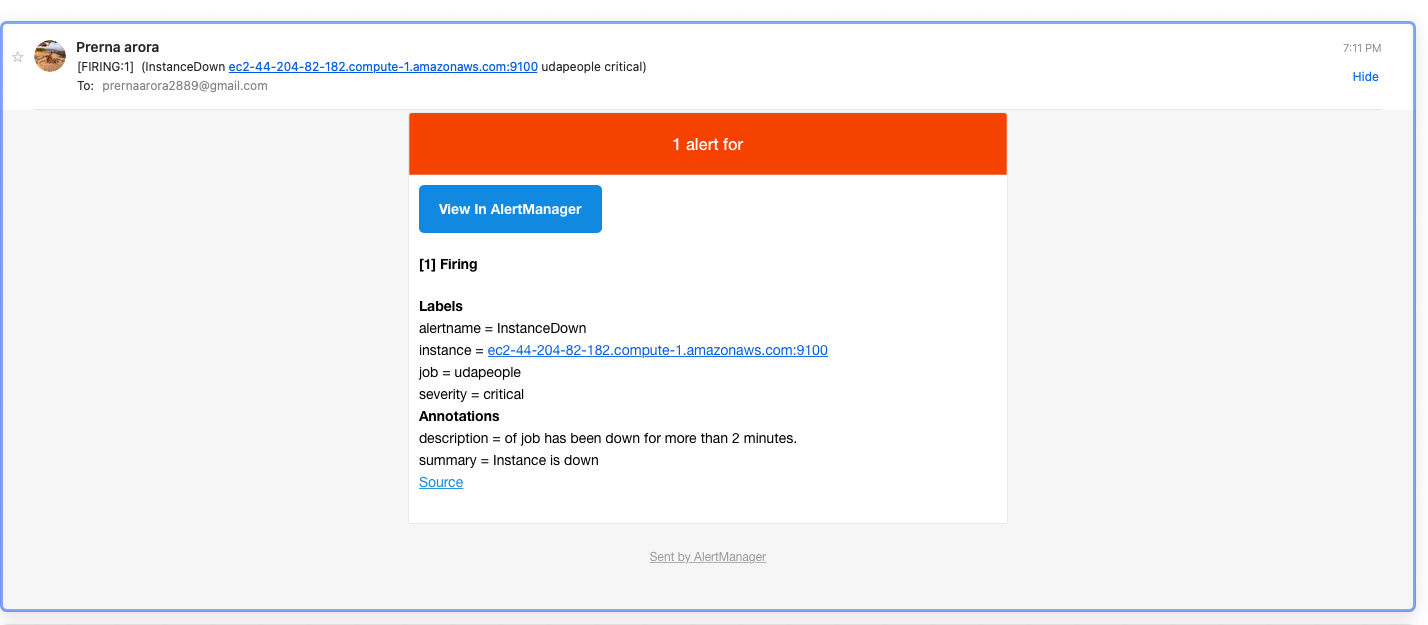 Prerna arora
7:11 PM
[FIRING:1] (InstanceDown ec2-44-204-82-182.compute-1.amazonaws.com:9100 udapeople critical)
Hide
To: prernaarora2889@gmail.com
1 alert for
View In AlertManager
[1] Firing
Labels
alertname = InstanceDown
instance = ec2-44-204-82-182.compute-1.amazonaws.com:9100
job = udapeople
severity = critical
Annotations
description = of job has been down for more than 2 minutes.
summary = Instance is down
Source
Sent by AlertManager